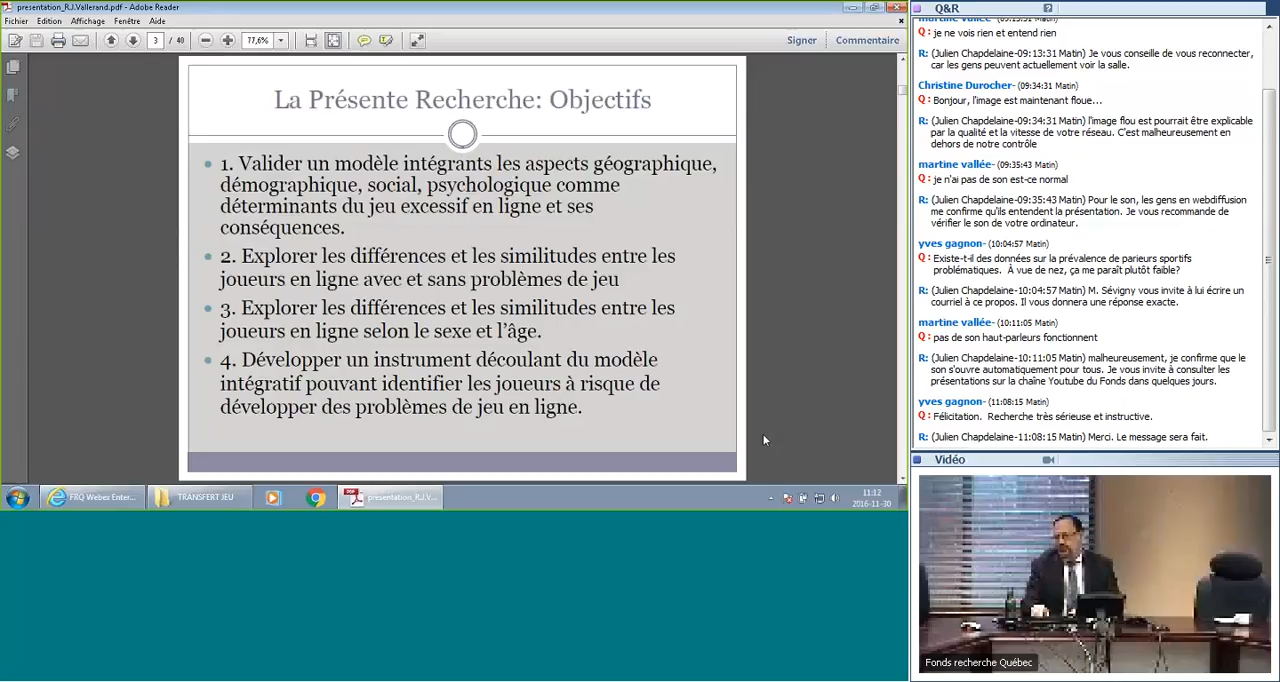 presentation_R.J.Vallerand.pdf - Adobe Reader
Fichier Edition Affichage Fenêtre Aide
3 / 40 77,6% Signer Commentaire
La Présente Recherche: Objectifs
• 1. Valider un modèle intégrants les aspects géographique,
démographique, social, psychologique comme
déterminants du jeu excessif en ligne et ses
conséquences.
• 2. Explorer les différences et les similitudes entre les
joueurs en ligne avec et sans problèmes de jeu
• 3. Explorer les différences et les similitudes entre les
joueurs en ligne selon le sexe et l'âge.
• 4. Développer un instrument découlant du modèle
intégratif pouvant identifier les joueurs à risque de
développer des problèmes de jeu en ligne.
FRQ Webex Enter... TRANSFERT JEU presentation_R.J.V...
11:12
2016-11-30
Q&R
martine vallée- (09:13:31 Matin)
Q: je ne vois rien et entend rien
R: (Julien Chapdelaine-09:13:31 Matin) Je vous conseille de vous reconnecter,
car les gens peuvent actuellement voir la salle.
Christine Durocher- (09:34:31 Matin)
Q: Bonjour, l'image est maintenant floue...
R: (Julien Chapdelaine-09:34:31 Matin) l'image flou est pourrait être explicable
par la qualité et la vitesse de votre réseau. C'est malheureusement en
dehors de notre contrôle
martine vallée- (09:35:43 Matin)
Q: je n'ai pas de son est-ce normal
R: (Julien Chapdelaine-09:35:43 Matin) Pour le son, les gens en webdiffusion
me confirme qu'ils entendent la présentation. Je vous recommande de
vérifier le son de votre ordinateur.
yves gagnon- (10:04:57 Matin)
Q: Existe-t-il des données sur la prévalence de parieurs sportifs
problématiques. À vue de nez, ça me paraît plutôt faible?
R: (Julien Chapdelaine-10:04:57 Matin) M. Sévigny vous invite à lui écrire un
courriel à ce propos. Il vous donnera une réponse exacte.
martine vallée- (10:11:05 Matin)
Q: pas de son haut-parleurs fonctionnent
R: (Julien Chapdelaine-10:11:05 Matin) malheureusement, je confirme que le
son s'ouvre automatiquement pour tous. Je vous invite à consulter les
présentations sur la chaîne Youtube du Fonds dans quelques jours.
yves gagnon- (11:08:15 Matin)
Q: Félicitation. Recherche très sérieuse et instructive.
R: (Julien Chapdelaine-11:08:15 Matin) Merci. Le message sera fait.
Vidéo
Fonds recherche Québec